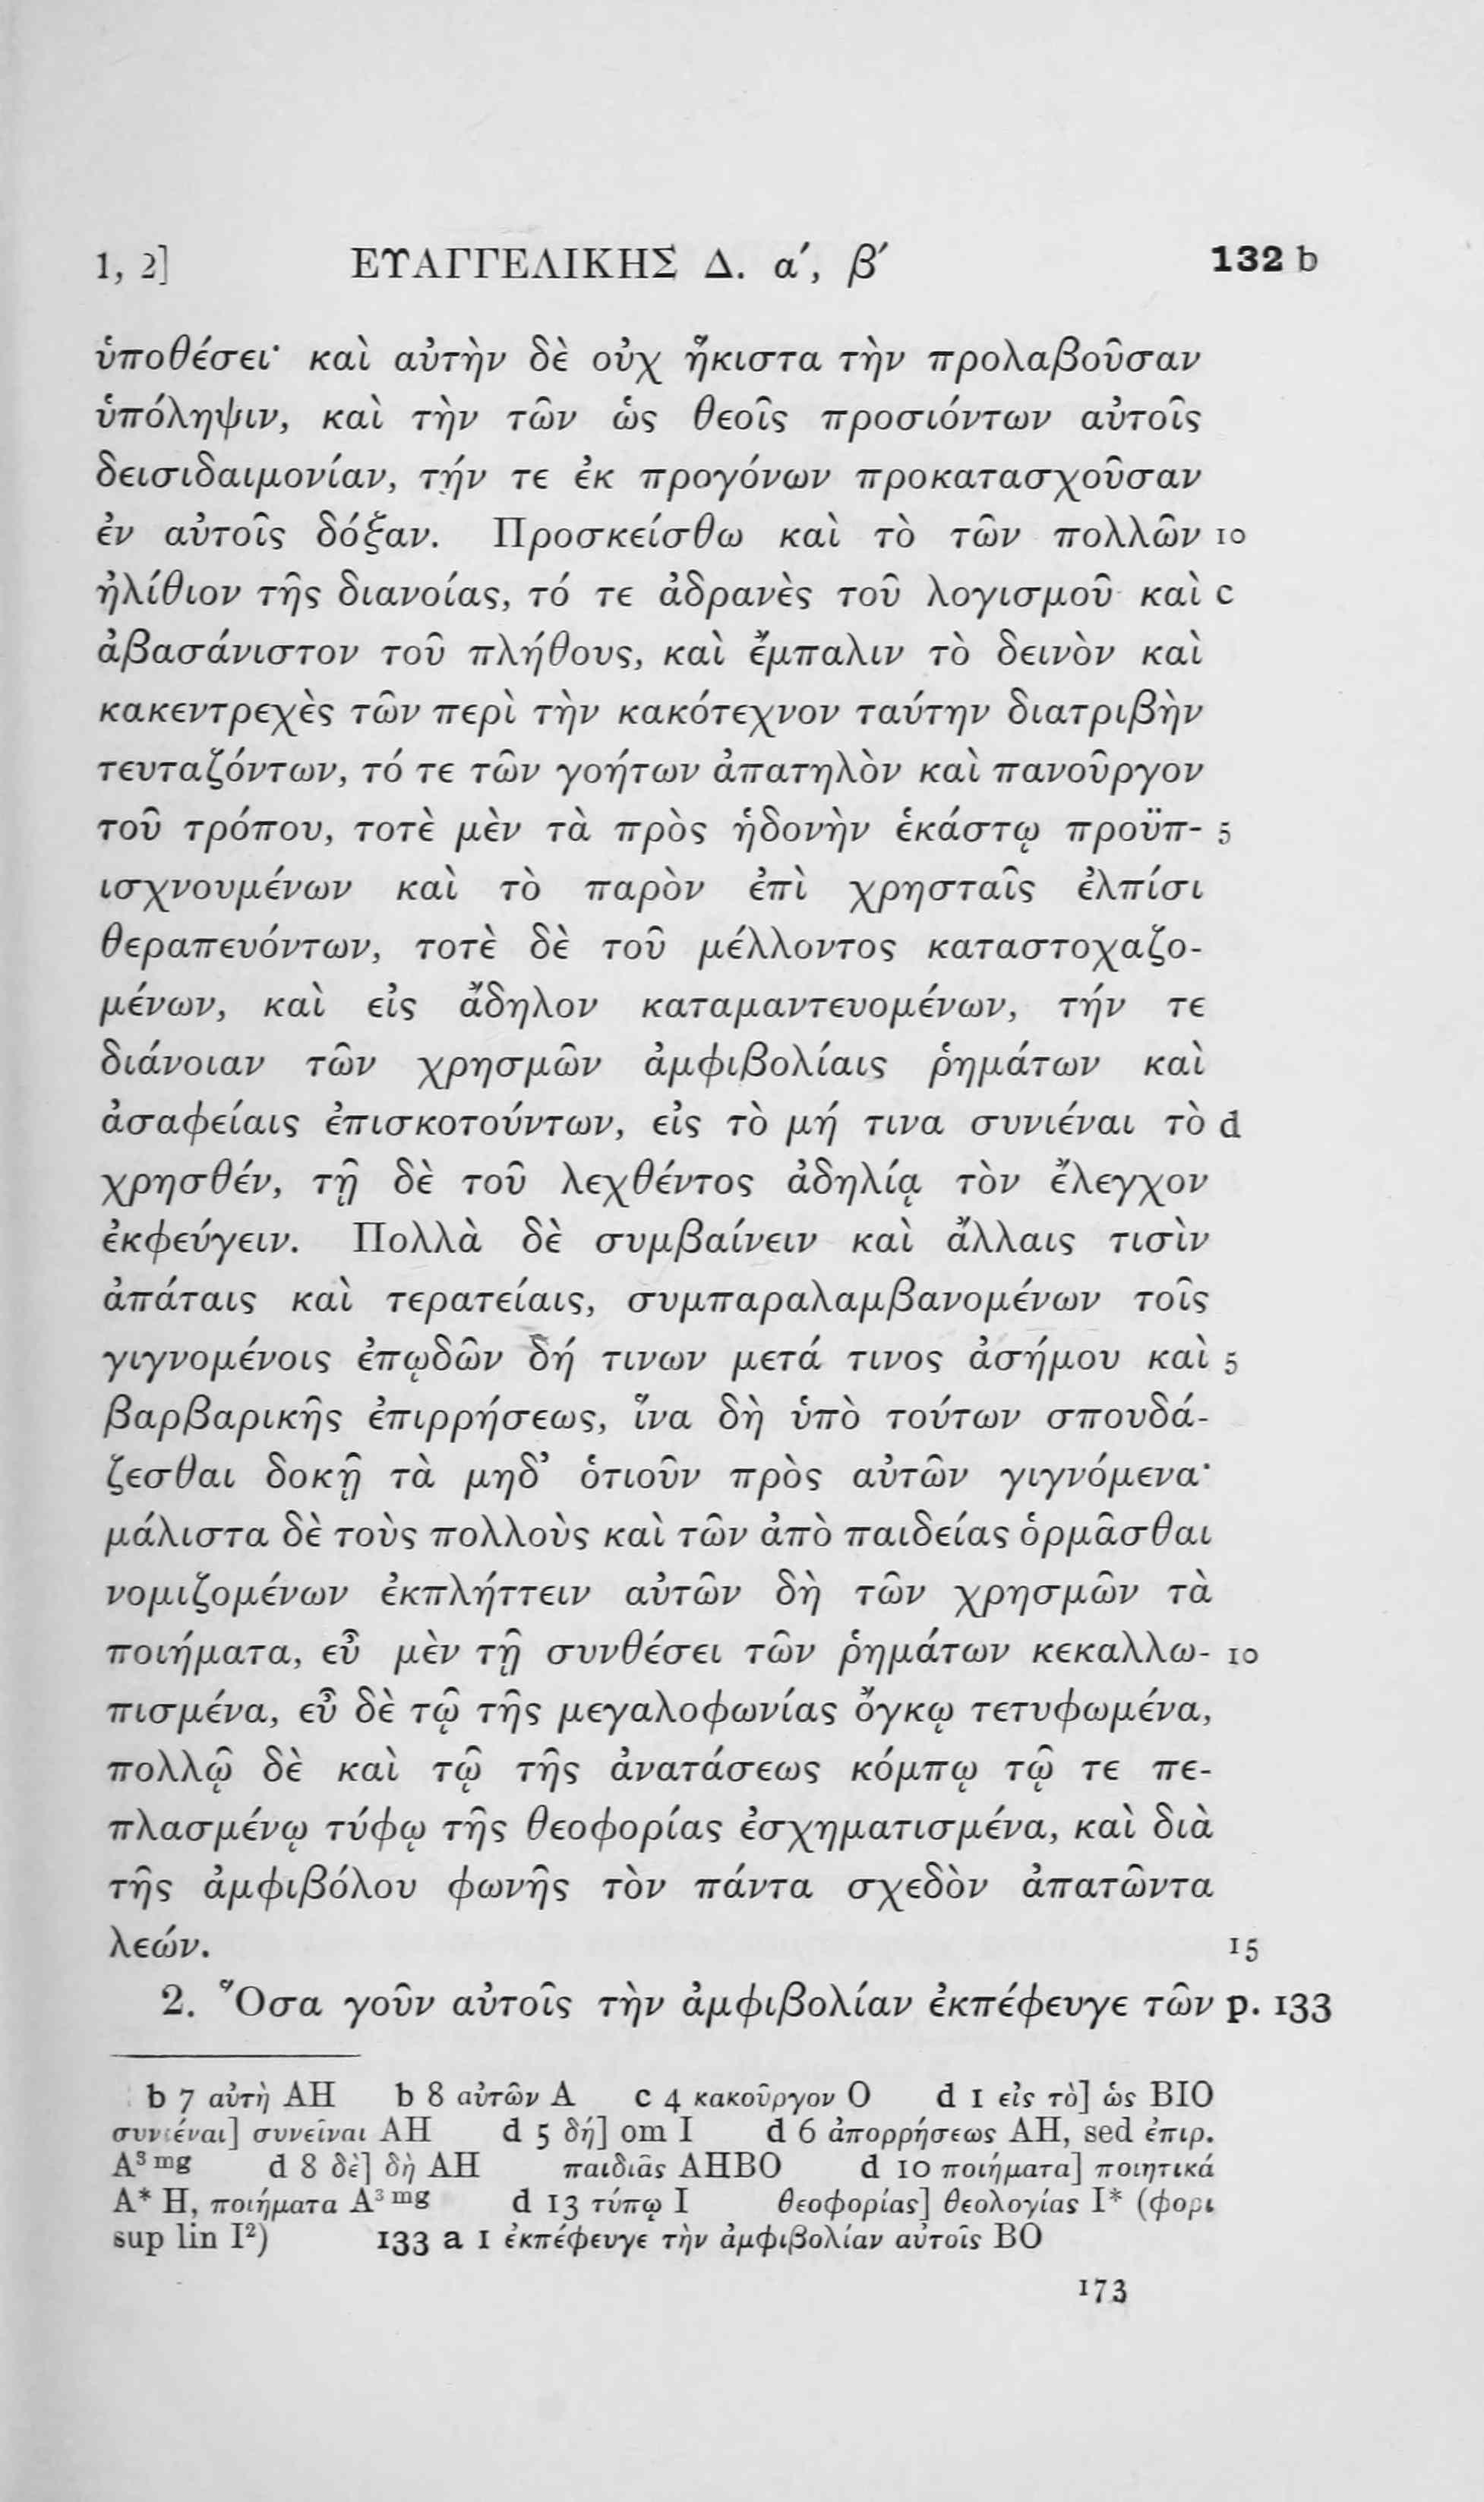 1, 2] ΕΥΑΓΓΕΛΙΚΗΣ Δ. α΄, β΄ 132 b
ὑποθέσει· καὶ αὐτὴν δὲ οὐχ ἥκιστα τὴν προλαβοῦσαν
ὑπόληψιν, καὶ τὴν τῶν ὡς θεοῖς προσιόντων αὐτοῖς
δεισιδαιμονίαν, τήν τε ἐκ προγόνων προκατασχοῦσαν
ἐν αὐτοῖς δόξαν. Προσκείσθω καὶ τὸ τῶν πολλῶν 10
ἠλίθιον τῆς διανοίας, τό τε ἀδρανὲς τοῦ λογισμοῦ καὶ c
ἀβασάνιστον τοῦ πλήθους, καὶ ἔμπαλιν τὸ δεινὸν καὶ
κακεντρεχὲς τῶν περὶ τὴν κακότεχνον ταύτην διατριβὴν
τευταζόντων, τό τε τῶν γοήτων ἀπατηλὸν καὶ πανοῦργον
τοῦ τρόπου, τοτὲ μὲν τὰ πρὸς ἡδονὴν ἑκάστῳ προϋπ- 5
ισχνουμένων καὶ τὸ παρὸν ἐπὶ χρησταῖς ἐλπίσι
θεραπευόντων, τοτὲ δὲ τοῦ μέλλοντος καταστοχαζο-
μένων, καὶ εἰς ἄδηλον καταμαντευομένων, τήν τε
διάνοιαν τῶν χρησμῶν ἀμφιβολίαις ῥημάτων καὶ
ἀσαφείαις ἐπισκοτούντων, εἰς τὸ μή τινα συνιέναι τὸ d
χρησθέν, τῇ δὲ τοῦ λεχθέντος ἀδηλίᾳ τὸν ἔλεγχον
ἐκφεύγειν. Πολλὰ δὲ συμβαίνειν καὶ ἄλλαις τισὶν
ἀπάταις καὶ τερατείαις, συμπαραλαμβανομένων τοῖς
γιγνομένοις ἐπῳδῶν δή τινων μετά τινος ἀσήμου καὶ 5
βαρβαρικῆς ἐπιρρήσεως, ἵνα δὴ ὑπὸ τούτων σπουδά-
ζεσθαι δοκῇ τὰ μηδ’ ὁτιοῦν πρὸς αὐτῶν γιγνόμενα·
μάλιστα δὲ τοὺς πολλοὺς καὶ τῶν ἀπὸ παιδείας ὁρμᾶσθαι
νομιζομένων ἐκπλήττειν αὐτῶν δὴ τῶν χρησμῶν τὰ
ποιήματα, εὖ μὲν τῇ συνθέσει τῶν ῥημάτων κεκαλλω- 10
πισμένα, εὖ δὲ τῷ τῆς μεγαλοφωνίας ὄγκῳ τετυφωμένα,
πολλῷ δὲ καὶ τῷ τῆς ἀνατάσεως κόμπῳ τῷ τε πε-
πλασμένῳ τύφῳ τῆς θεοφορίας ἐσχηματισμένα, καὶ διὰ
τῆς ἀμφιβόλου φωνῆς τὸν πάντα σχεδὸν ἀπατῶντα
λεών. 15
2. Ὅσα γοῦν αὐτοῖς τὴν ἀμφιβολίαν ἐκπέφευγε τῶν p. 133
b 7 αὐτὴ AH b 8 αὐτῶν A c 4 κακοῦργον O d 1 εἰς τὸ] ὡς BIO
συνιέναι] συνεῖναι AH d 5 δή] om I d 6 ἀπορρήσεως AH, sed ἐπιρ.
A³ mg d 8 δὲ] δὴ AH παιδιᾶς AHBO d 10 ποιήματα] ποιητικά
A* H, ποιήματα A³ mg d 13 τύπῳ I θεοφορίας] θεολογίας I* (φορι
sup lin I²) 133 a 1 ἐκπέφευγε τὴν ἀμφιβολίαν αὐτοῖς BO
173